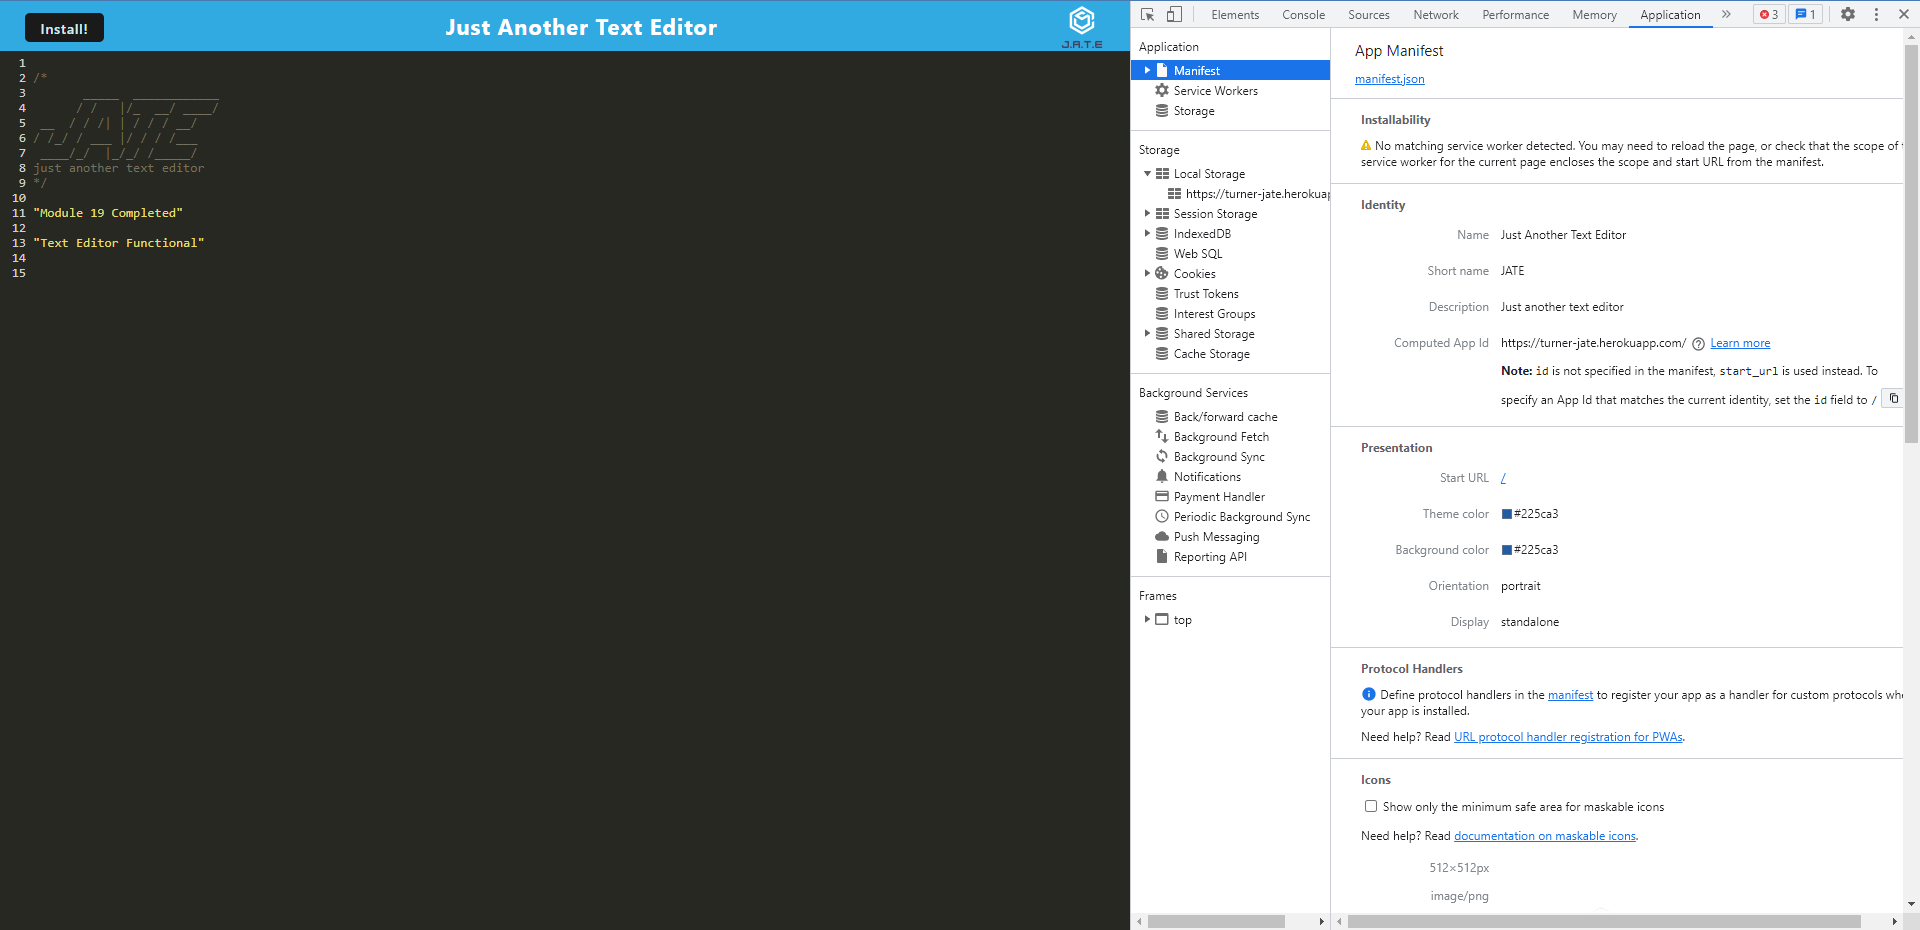 Install!
Just Another Text Editor
J.A.T.E
1
2 /*
3       _____  ____________
4      / /   |/_  __/ ____/
5  __  / / /| | / / / __/
6 / /_/ / ___ |/ / / /___
7  ____/_/  |_/_/ /_____/
8 just another text editor
9 */
10
11 "Module 19 Completed"
12
13 "Text Editor Functional"
14
15
Elements Console Sources Network Performance Memory Application » 3 1
Application
Manifest
Service Workers
Storage
Storage
Local Storage
https://turner-jate.herokuap
Session Storage
IndexedDB
Web SQL
Cookies
Trust Tokens
Interest Groups
Shared Storage
Cache Storage
Background Services
Back/forward cache
Background Fetch
Background Sync
Notifications
Payment Handler
Periodic Background Sync
Push Messaging
Reporting API
Frames
top
App Manifest
manifest.json
Installability
No matching service worker detected. You may need to reload the page, or check that the scope of
service worker for the current page encloses the scope and start URL from the manifest.
Identity
Name Just Another Text Editor
Short name JATE
Description Just another text editor
Computed App Id https://turner-jate.herokuapp.com/ Learn more
Note: id is not specified in the manifest, start_url is used instead. To
specify an App Id that matches the current identity, set the id field to /
Presentation
Start URL /
Theme color #225ca3
Background color #225ca3
Orientation portrait
Display standalone
Protocol Handlers
Define protocol handlers in the manifest to register your app as a handler for custom protocols wh
your app is installed.
Need help? Read URL protocol handler registration for PWAs.
Icons
Show only the minimum safe area for maskable icons
Need help? Read documentation on maskable icons.
512×512px
image/png